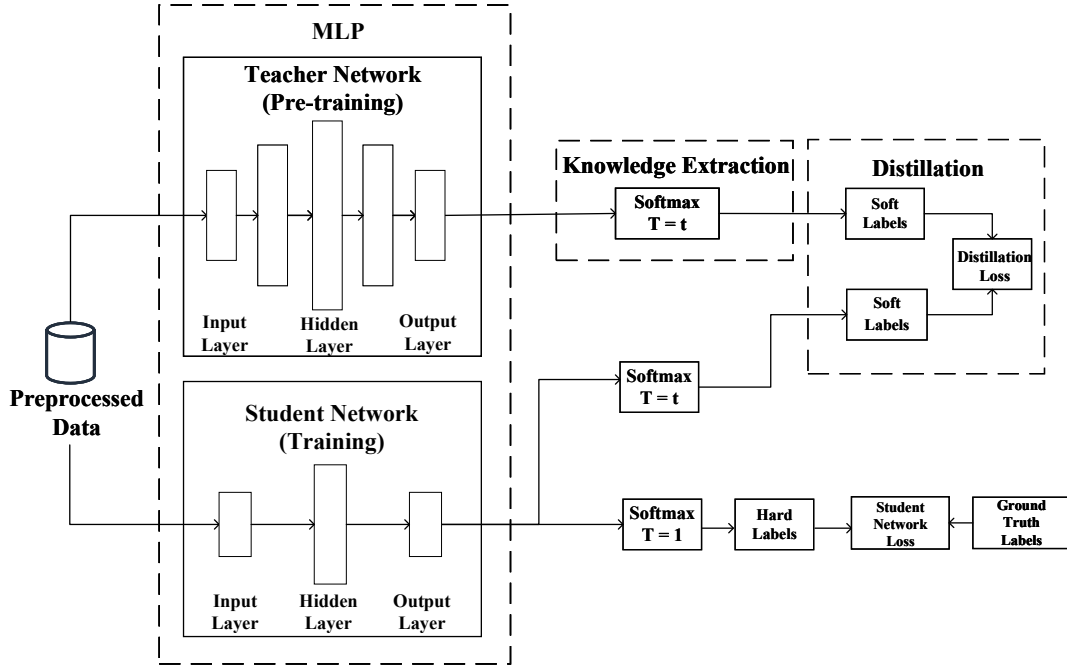 MLP
Teacher Network
(Pre-training)
Input
Layer
Hidden
Layer
Output
Layer
Knowledge Extraction
Softmax
T = t
Distillation
Soft
Labels
Distillation
Loss
Soft
Labels
Softmax
T = t
Preprocessed
Data
Student Network
(Training)
Input
Layer
Hidden
Layer
Output
Layer
Softmax
T = 1
Hard
Labels
Student
Network
Loss
Ground
Truth
Labels